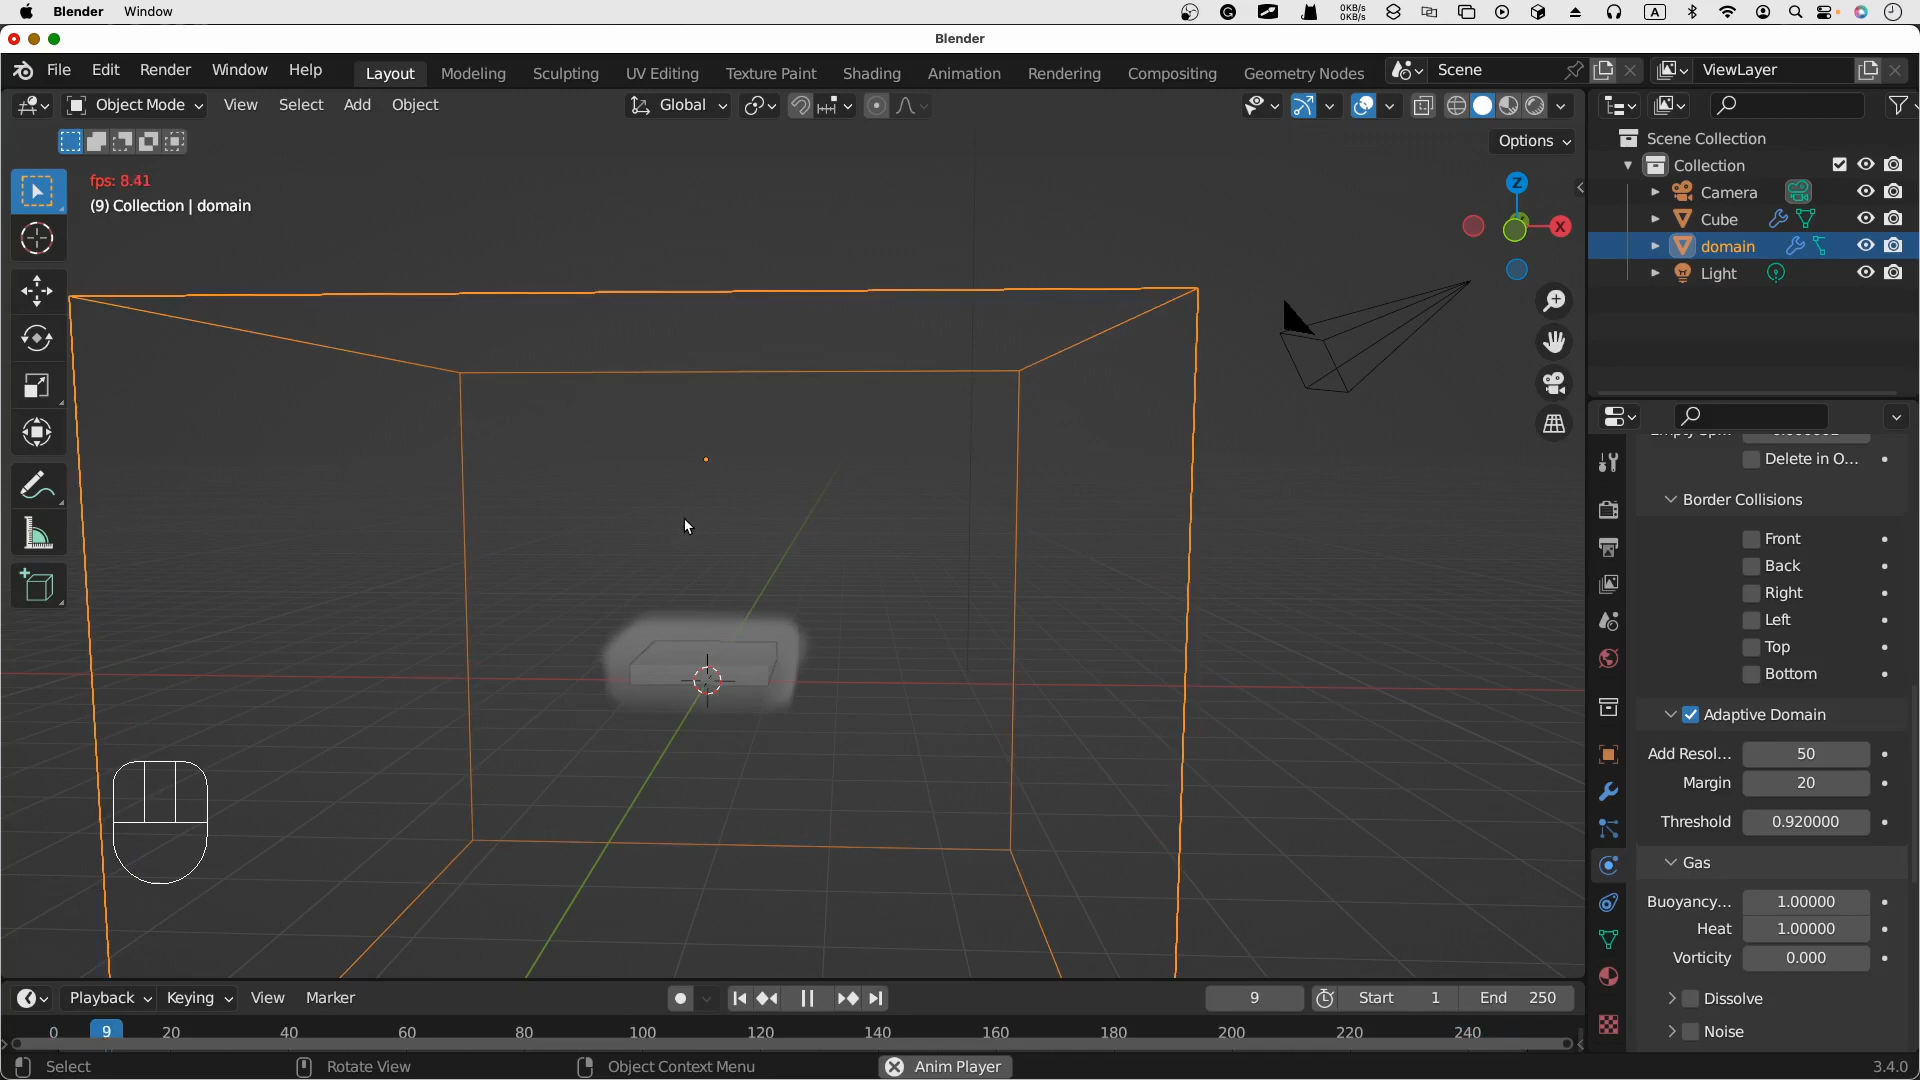 Blender Window
0KB/s
0KB/s
A
Blender
File Edit Render Window Help
Layout Modeling Sculpting UV Editing Texture Paint Shading Animation Rendering Compositing Geometry Nodes
Scene
ViewLayer
Object Mode View Select Add Object
Global
Options
fps: 8.41
(9) Collection | domain
Z
X
Scene Collection
Collection
Camera
Cube
domain
Light
Delete in O...
Border Collisions
Front
Back
Right
Left
Top
Bottom
Adaptive Domain
Add Resol... 50
Margin 20
Threshold 0.920000
Gas
Buoyancy... 1.00000
Heat 1.00000
Vorticity 0.000
Dissolve
Noise
Playback Keying View Marker
9
Start 1
End 250
0 9 20 40 60 80 100 120 140 160 180 200 220 240
Select Rotate View Object Context Menu Anim Player 3.4.0